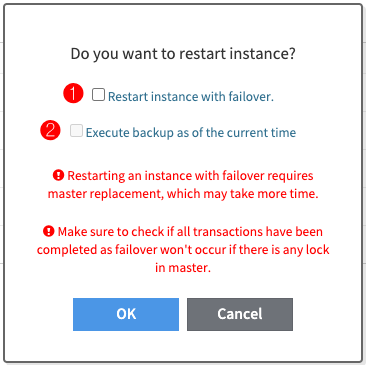 Do you want to restart instance?
1 Restart instance with failover.
2 Execute backup as of the current time
! Restarting an instance with failover requires
master replacement, which may take more time.
! Make sure to check if all transactions have been
completed as failover won't occur if there is any lock
in master.
OK Cancel